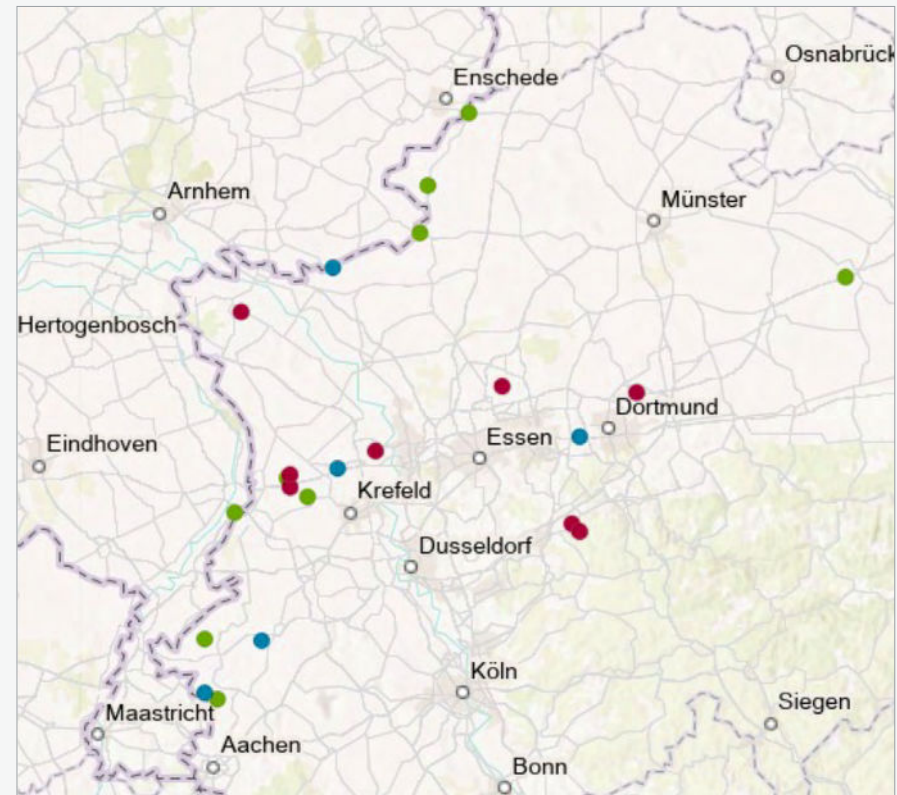 Osnabrück
Enschede
Arnhem
Münster
Hertogenbosch
Dortmund
Essen
Eindhoven
Krefeld
Dusseldorf
Köln
Siegen
Maastricht
Aachen
Bonn